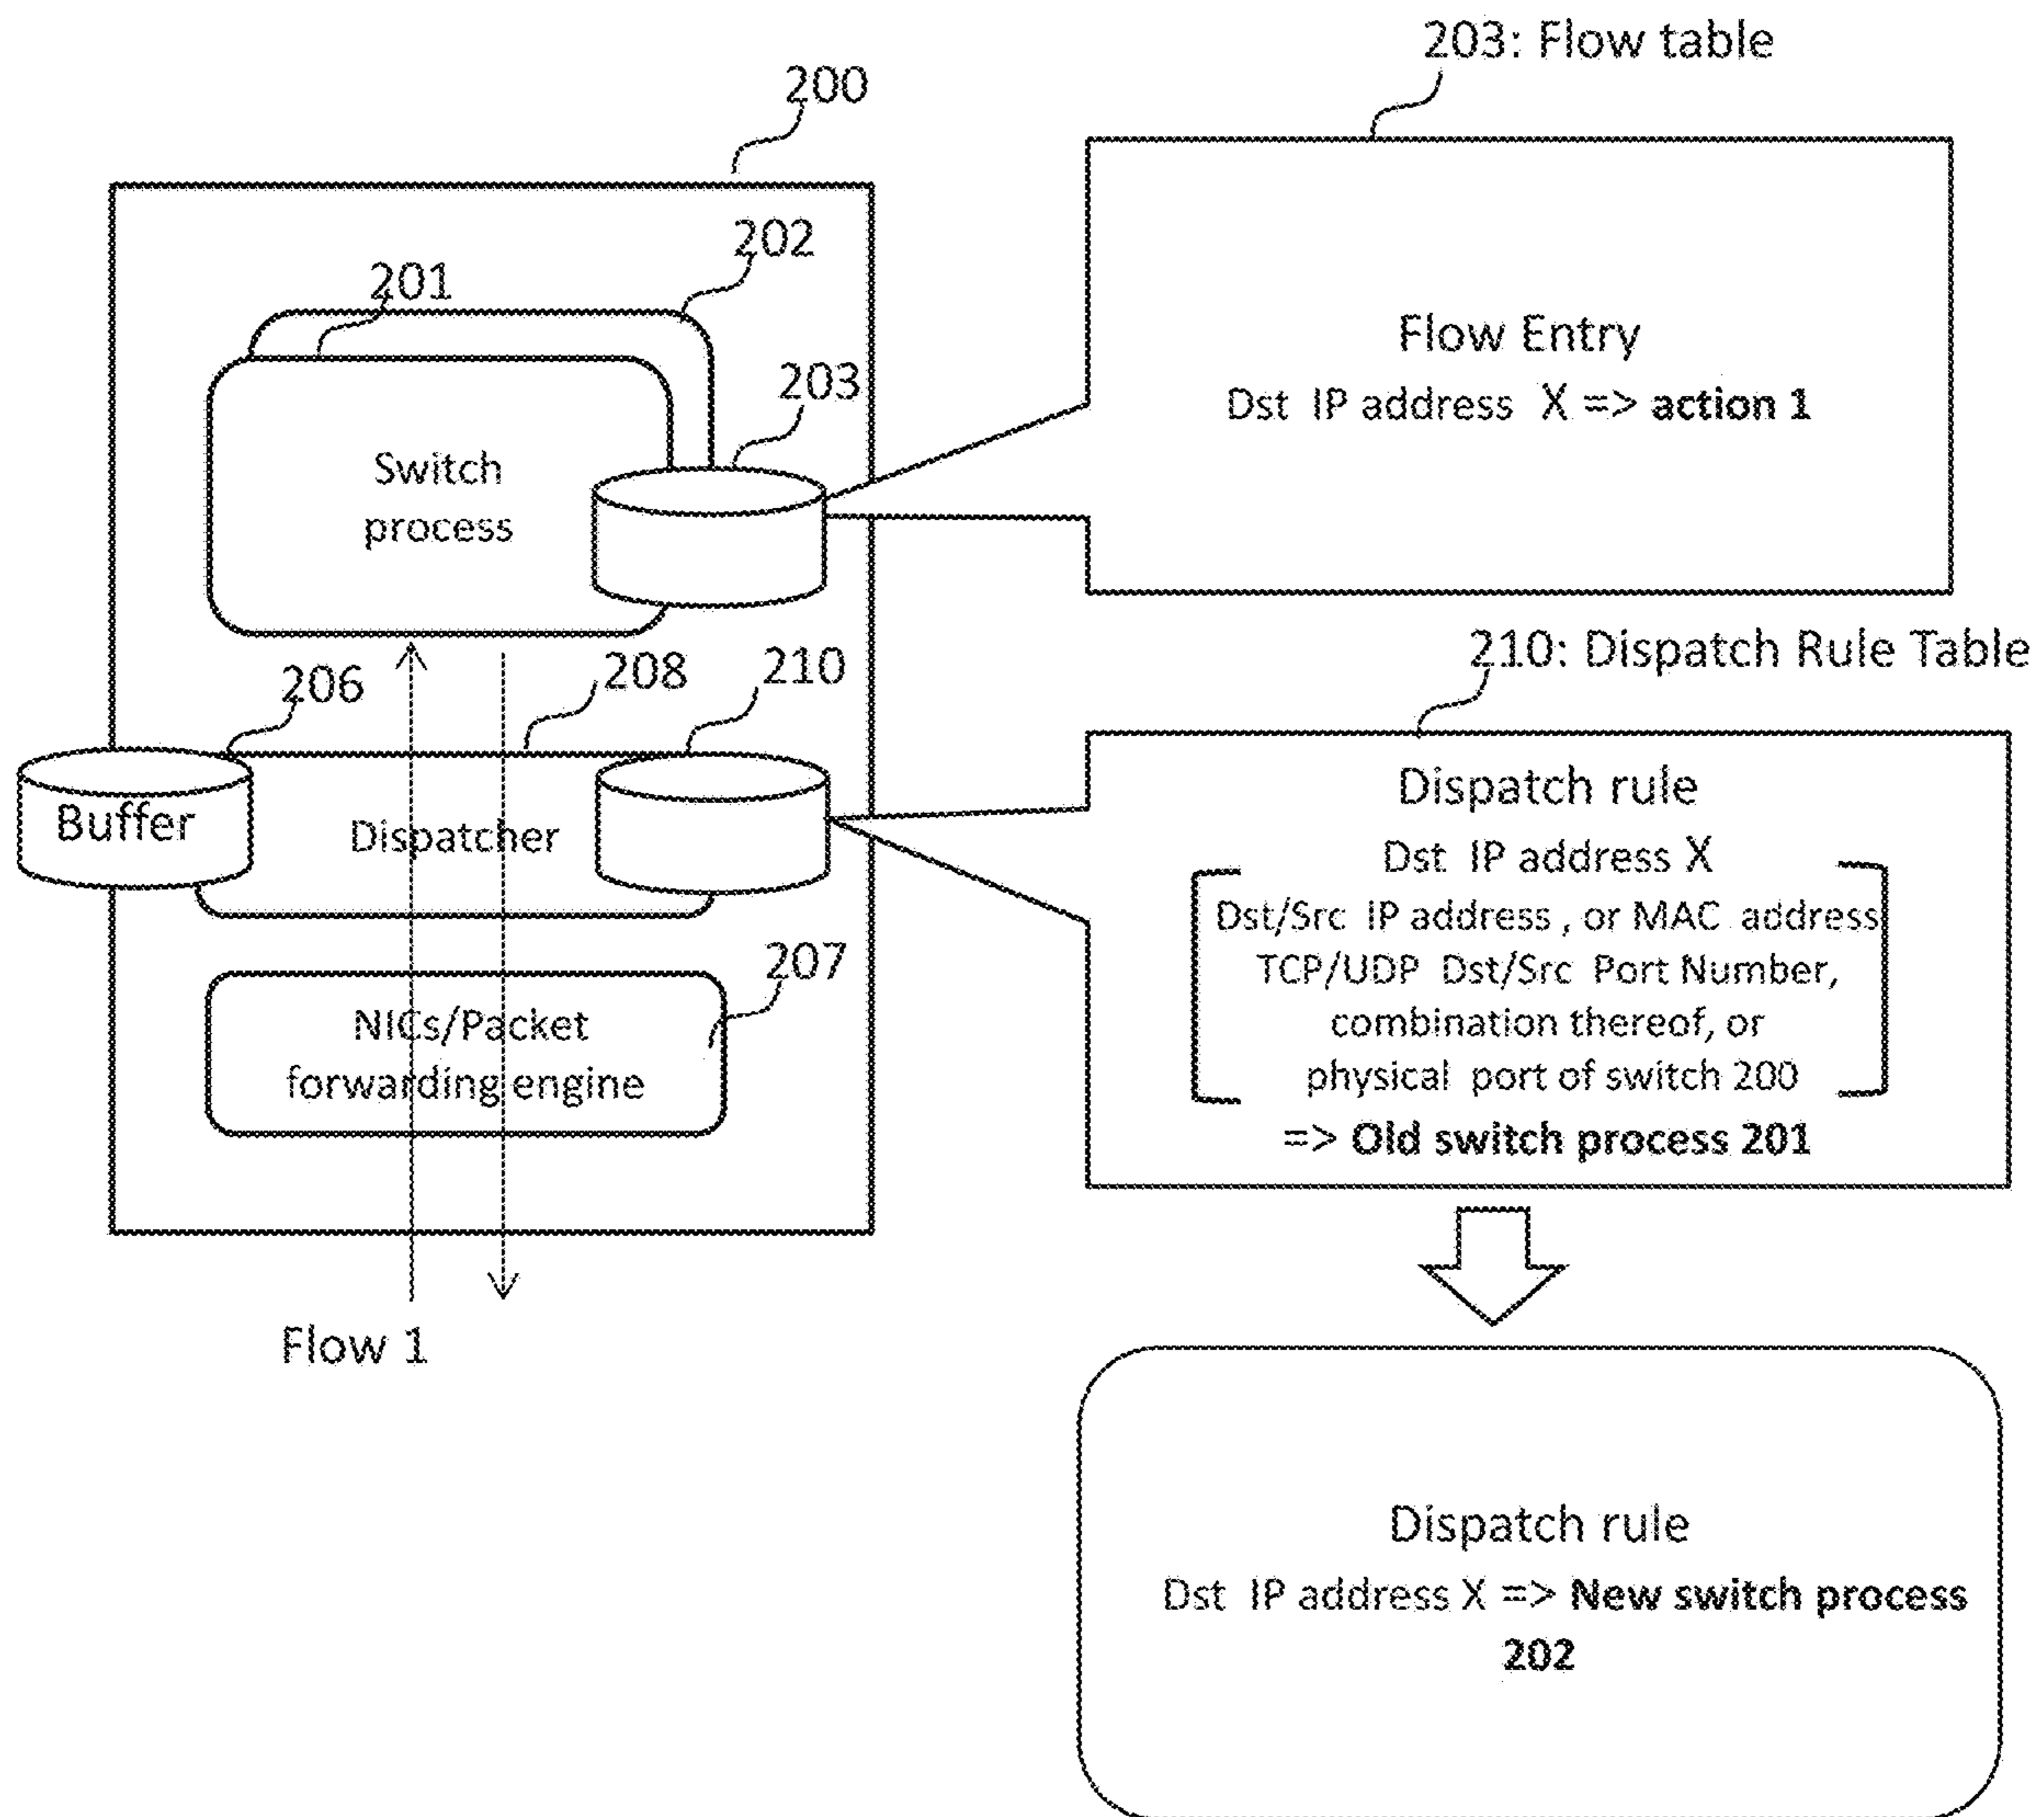 203: Flow table
200
202
201
203
Flow Entry
Dst IP address X => action 1
Switch
process
210: Dispatch Rule Table
206
208
210
Dispatch rule
Dst IP address X
Buffer
Dispatcher
Dst/Src IP address , or MAC address
TCP/UDP Dst/Src Port Number,
combination thereof, or
physical port of switch 200
=> Old switch process 201
207
NICs/Packet
forwarding engine
Flow 1
Dispatch rule
Dst IP address X => New switch process
202